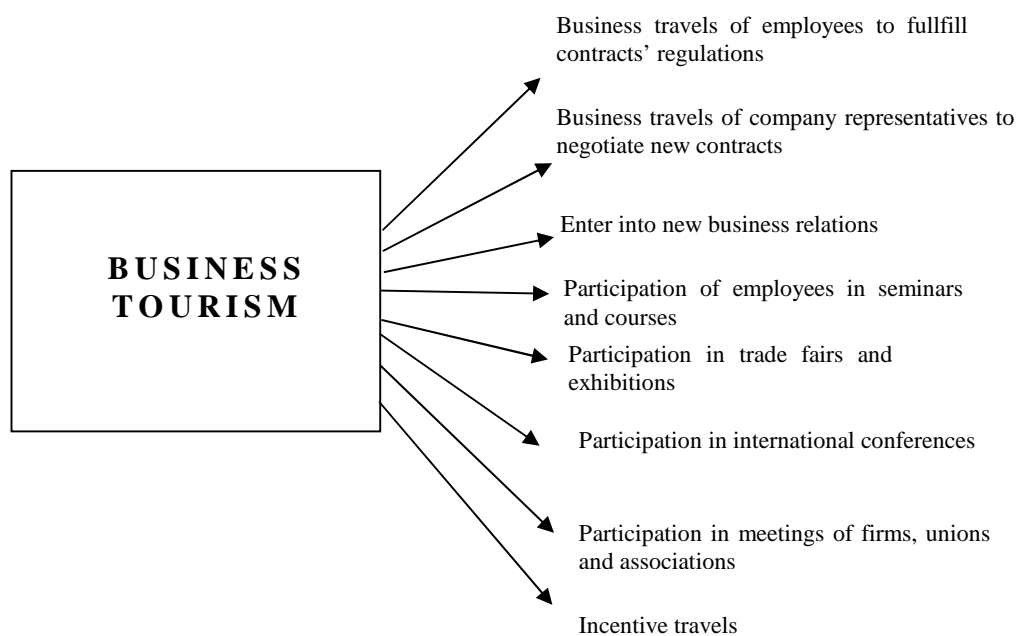 Business travels of employees to fullfill
contracts’ regulations
Business travels of company representatives to
negotiate new contracts
Enter into new business relations
BUSINESS
TOURISM
Participation of employees in seminars
and courses
Participation in trade fairs and
exhibitions
Participation in international conferences
Participation in meetings of firms, unions
and associations
Incentive travels